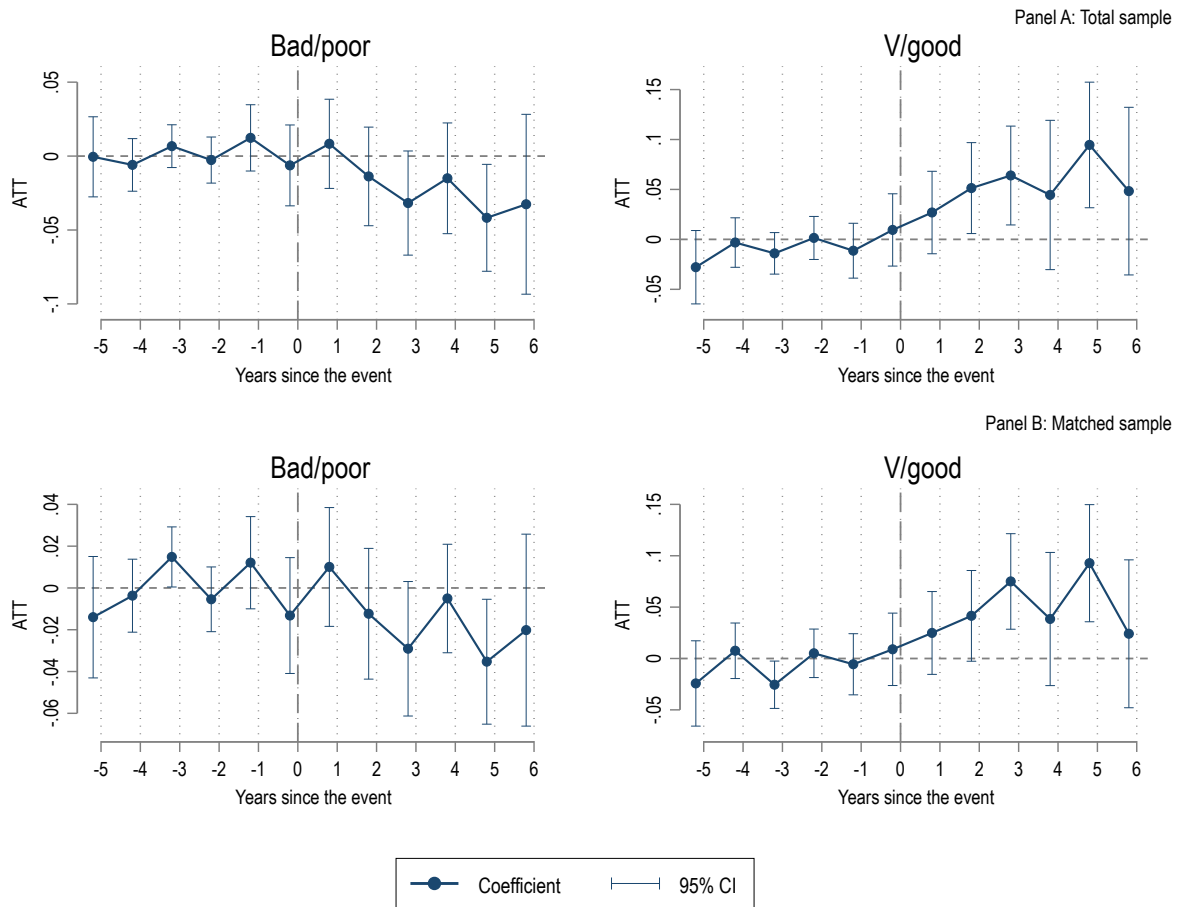 Panel A: Total sample
Bad/poor
V/good
.05
0
-.05
-.1
ATT
-5 -4 -3 -2 -1 0 1 2 3 4 5 6
Years since the event
.15
.1
.05
0
-.05
ATT
-5 -4 -3 -2 -1 0 1 2 3 4 5 6
Years since the event
Panel B: Matched sample
Bad/poor
V/good
.04
.02
0
-.02
-.04
-.06
ATT
-5 -4 -3 -2 -1 0 1 2 3 4 5 6
Years since the event
.15
.1
.05
0
-.05
ATT
-5 -4 -3 -2 -1 0 1 2 3 4 5 6
Years since the event
Coefficient 95% CI